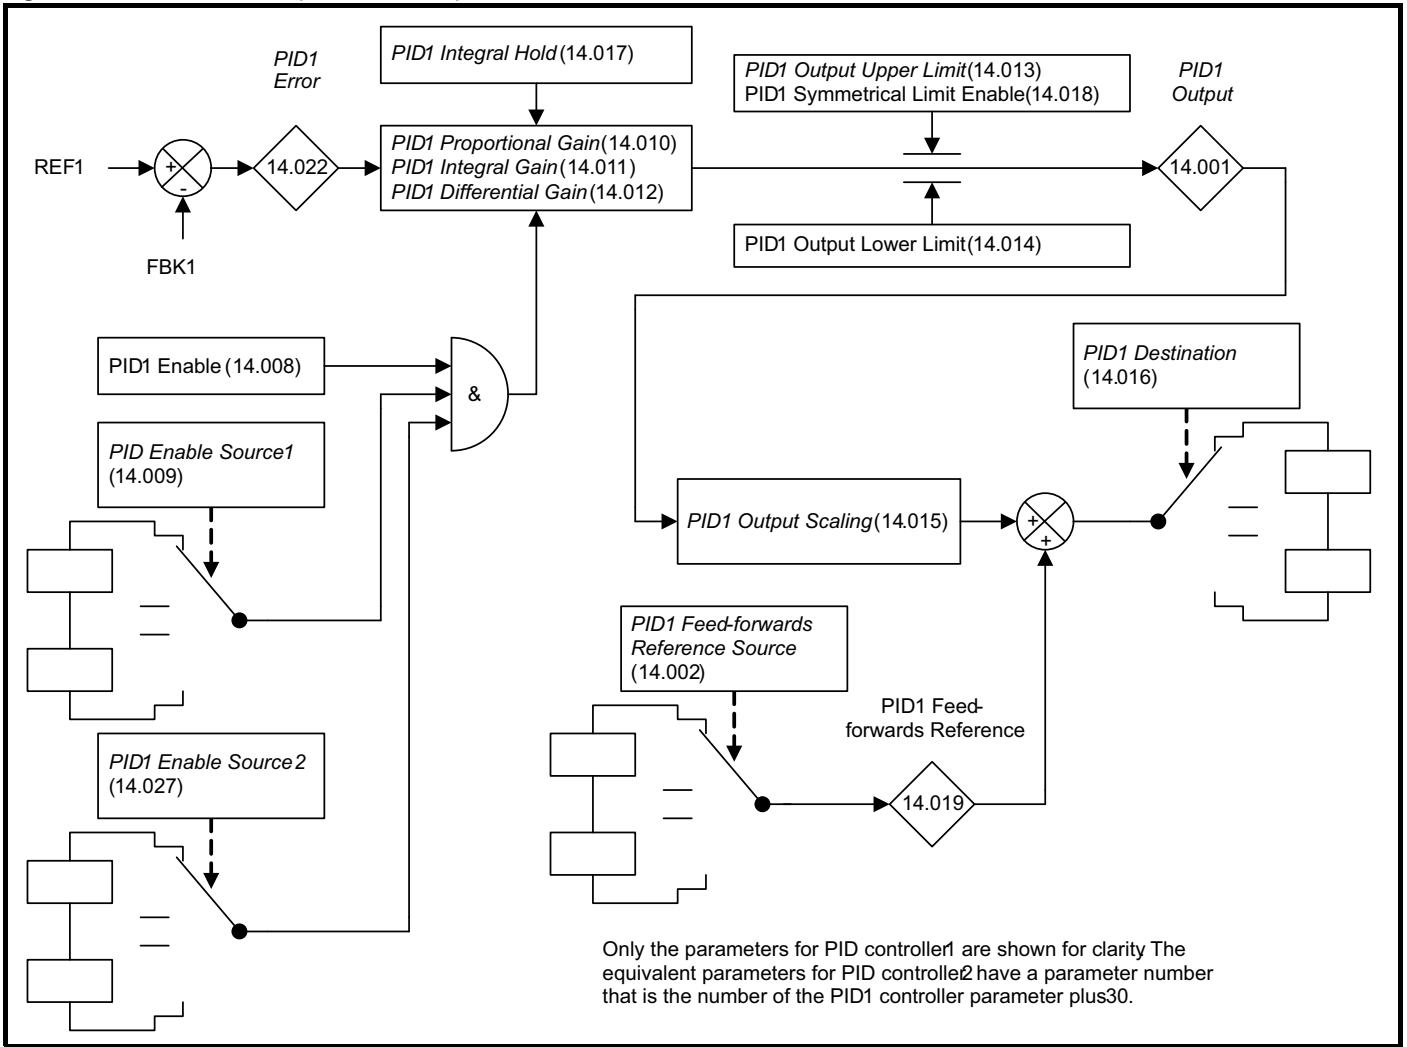 PID1
Error
PID1 Integral Hold (14.017)
PID1 Output Upper Limit (14.013)
PID1 Symmetrical Limit Enable (14.018)
PID1
Output
REF1
+
-
14.022
PID1 Proportional Gain (14.010)
PID1 Integral Gain (14.011)
PID1 Differential Gain (14.012)
14.001
FBK1
PID1 Output Lower Limit (14.014)
PID1 Enable (14.008)
&
PID1 Destination
(14.016)
PID Enable Source1
(14.009)
PID1 Output Scaling (14.015)
+
+
PID1 Feed-forwards
Reference Source
(14.002)
PID1 Feed-
forwards Reference
14.019
PID1 Enable Source 2
(14.027)
Only the parameters for PID controller1 are shown for clarity. The
equivalent parameters for PID controller2 have a parameter number
that is the number of the PID1 controller parameter plus30.